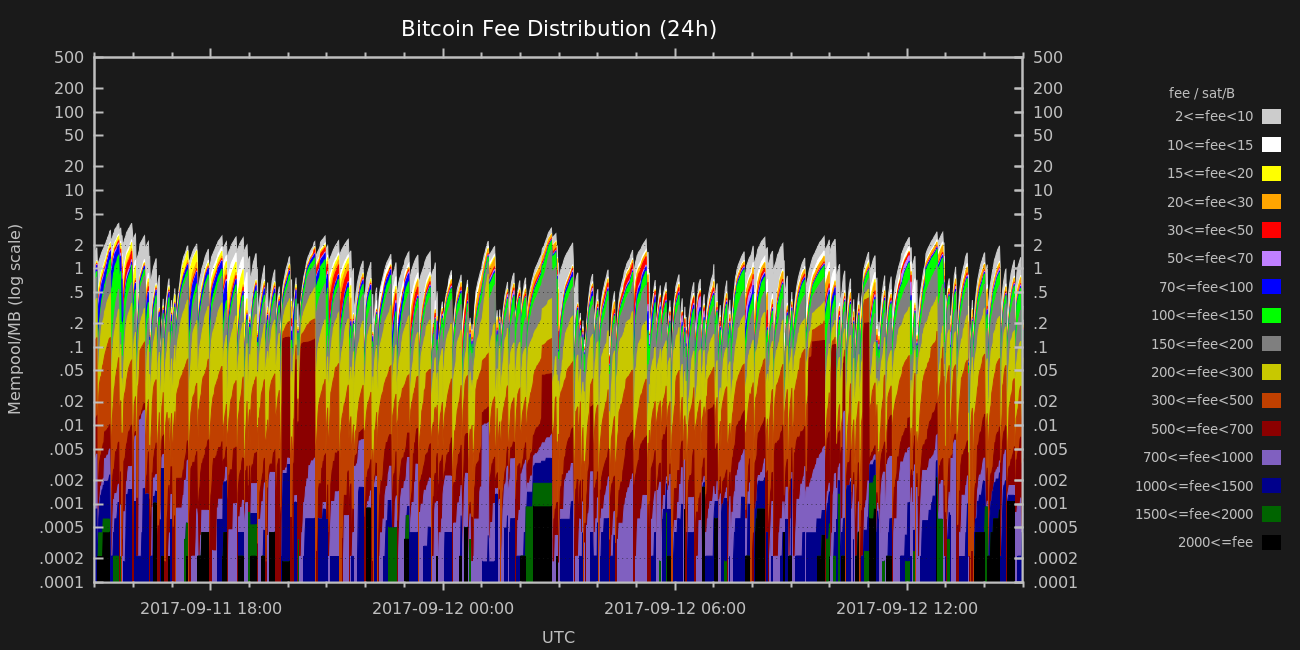 Bitcoin Fee Distribution (24h)
500 500
200 200
100 100
50 50
20 20
10 10
5 5
2 2
1 1
.5 .5
.2 .2
.1 .1
.05 .05
.02 .02
.01 .01
.005 .005
.002 .002
.001 .001
.0005 .0005
.0002 .0002
.0001 .0001
Mempool/MB (log scale)
2017-09-11 18:00 2017-09-12 00:00 2017-09-12 06:00 2017-09-12 12:00
UTC
fee / sat/B
2<=fee<10
10<=fee<15
15<=fee<20
20<=fee<30
30<=fee<50
50<=fee<70
70<=fee<100
100<=fee<150
150<=fee<200
200<=fee<300
300<=fee<500
500<=fee<700
700<=fee<1000
1000<=fee<1500
1500<=fee<2000
2000<=fee